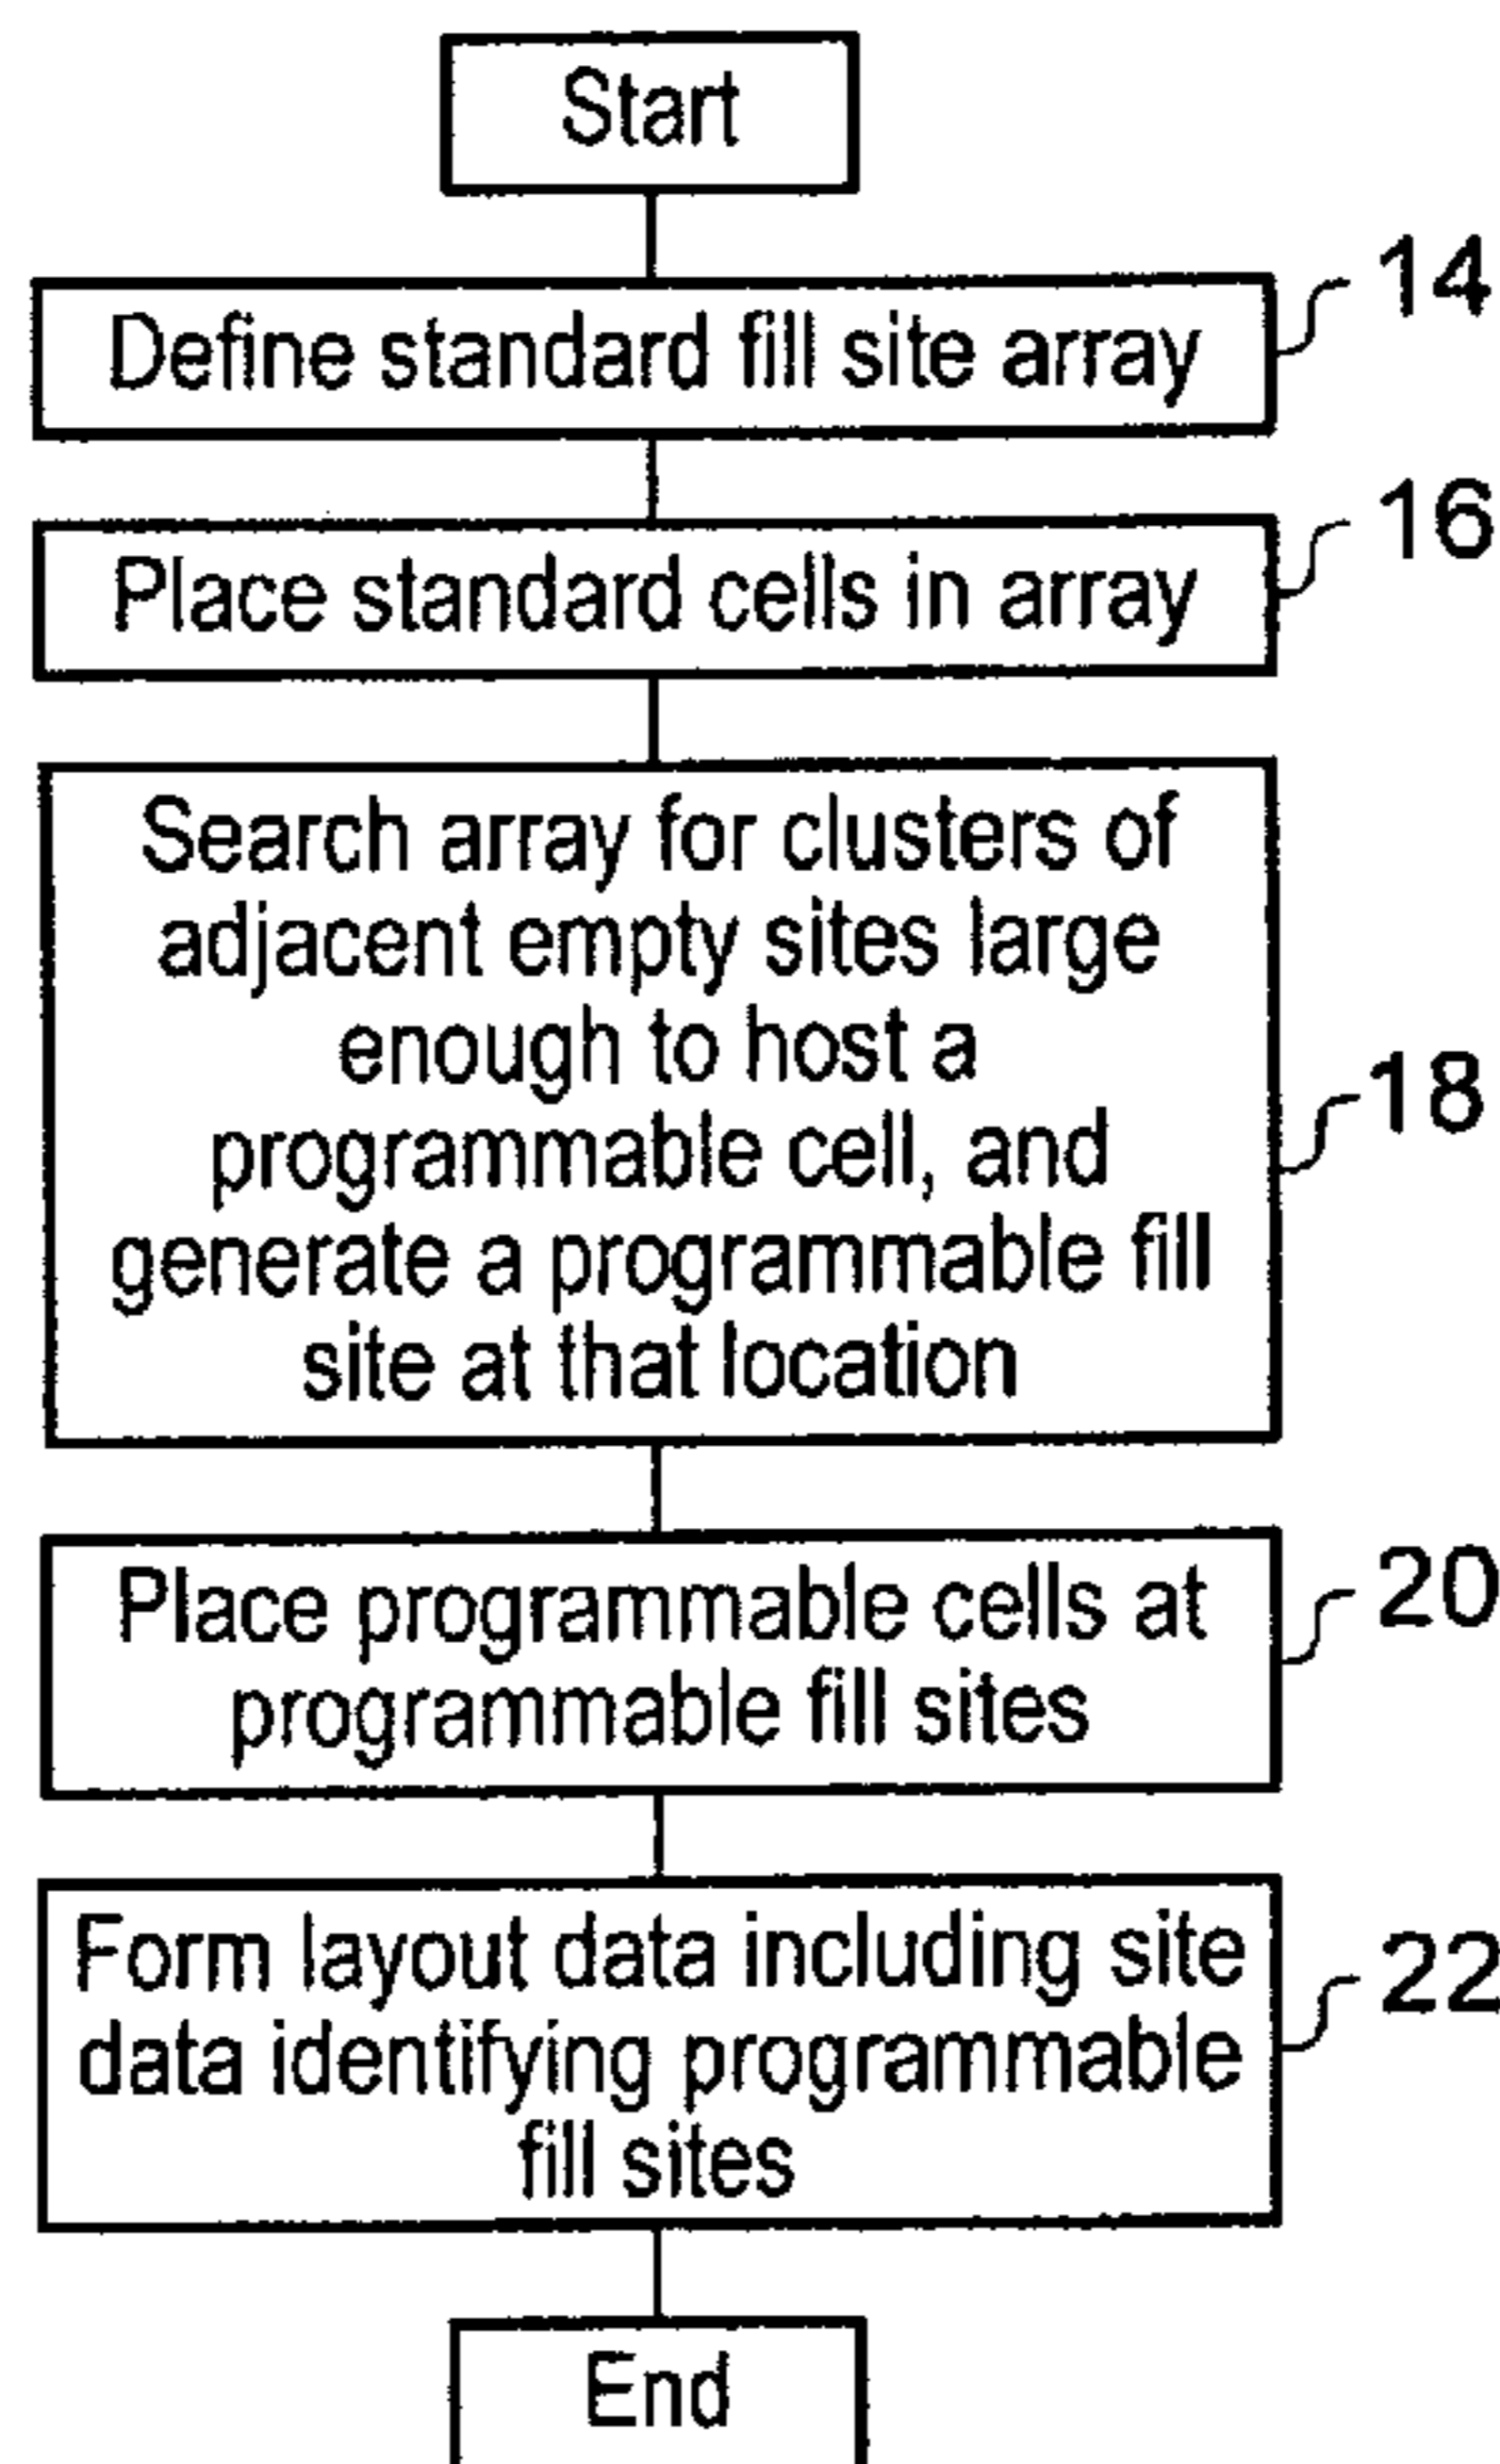 Start
14
Define standard fill site array
16
Place standard cells in array
Search array for clusters of
adjacent empty sites large
enough to host a
programmable cell, and
generate a programmable fill
site at that location
18
Place programmable cells at
programmable fill sites
20
Form layout data including site
data identifying programmable
fill sites
22
End